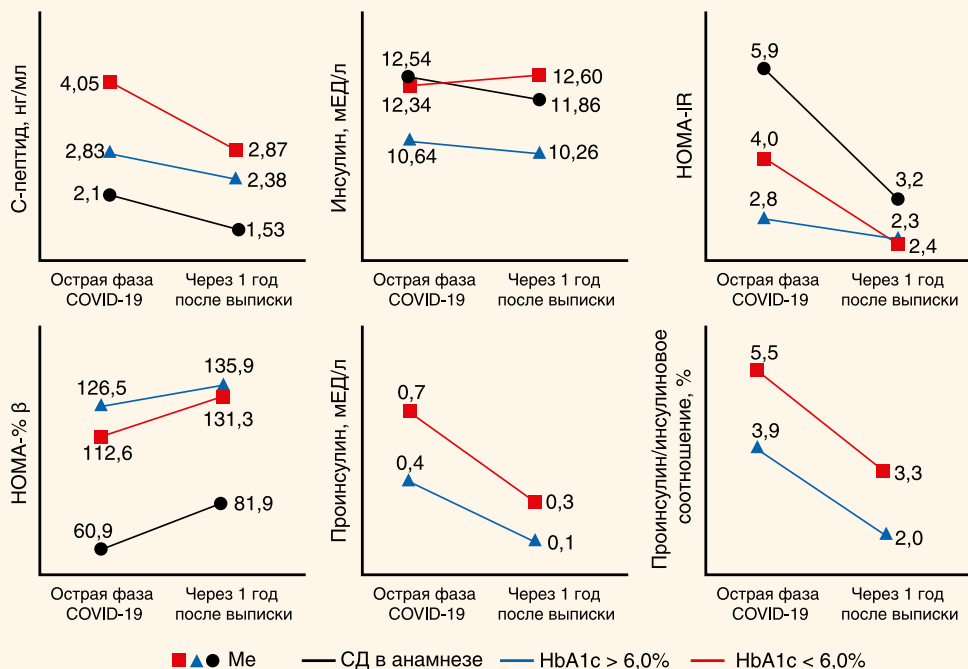 С-пептид, нг/мл
4,05
2,83
2,1
2,87
2,38
1,53
Острая фаза
COVID-19
Через 1 год
после выписки
Инсулин, мЕД/л
12,54
12,34
10,64
12,60
11,86
10,26
Острая фаза
COVID-19
Через 1 год
после выписки
HOMA-IR
5,9
4,0
2,8
3,2
2,3
2,4
Острая фаза
COVID-19
Через 1 год
после выписки
HOMA-% β
126,5
112,6
60,9
135,9
131,3
81,9
Острая фаза
COVID-19
Через 1 год
после выписки
Проинсулин, мЕД/л
0,7
0,4
0,3
0,1
Острая фаза
COVID-19
Через 1 год
после выписки
Проинсулин/инсулиновое
соотношение, %
5,5
3,9
3,3
2,0
Острая фаза
COVID-19
Через 1 год
после выписки
Me
СД в анамнезе
HbA1c > 6,0%
HbA1c < 6,0%